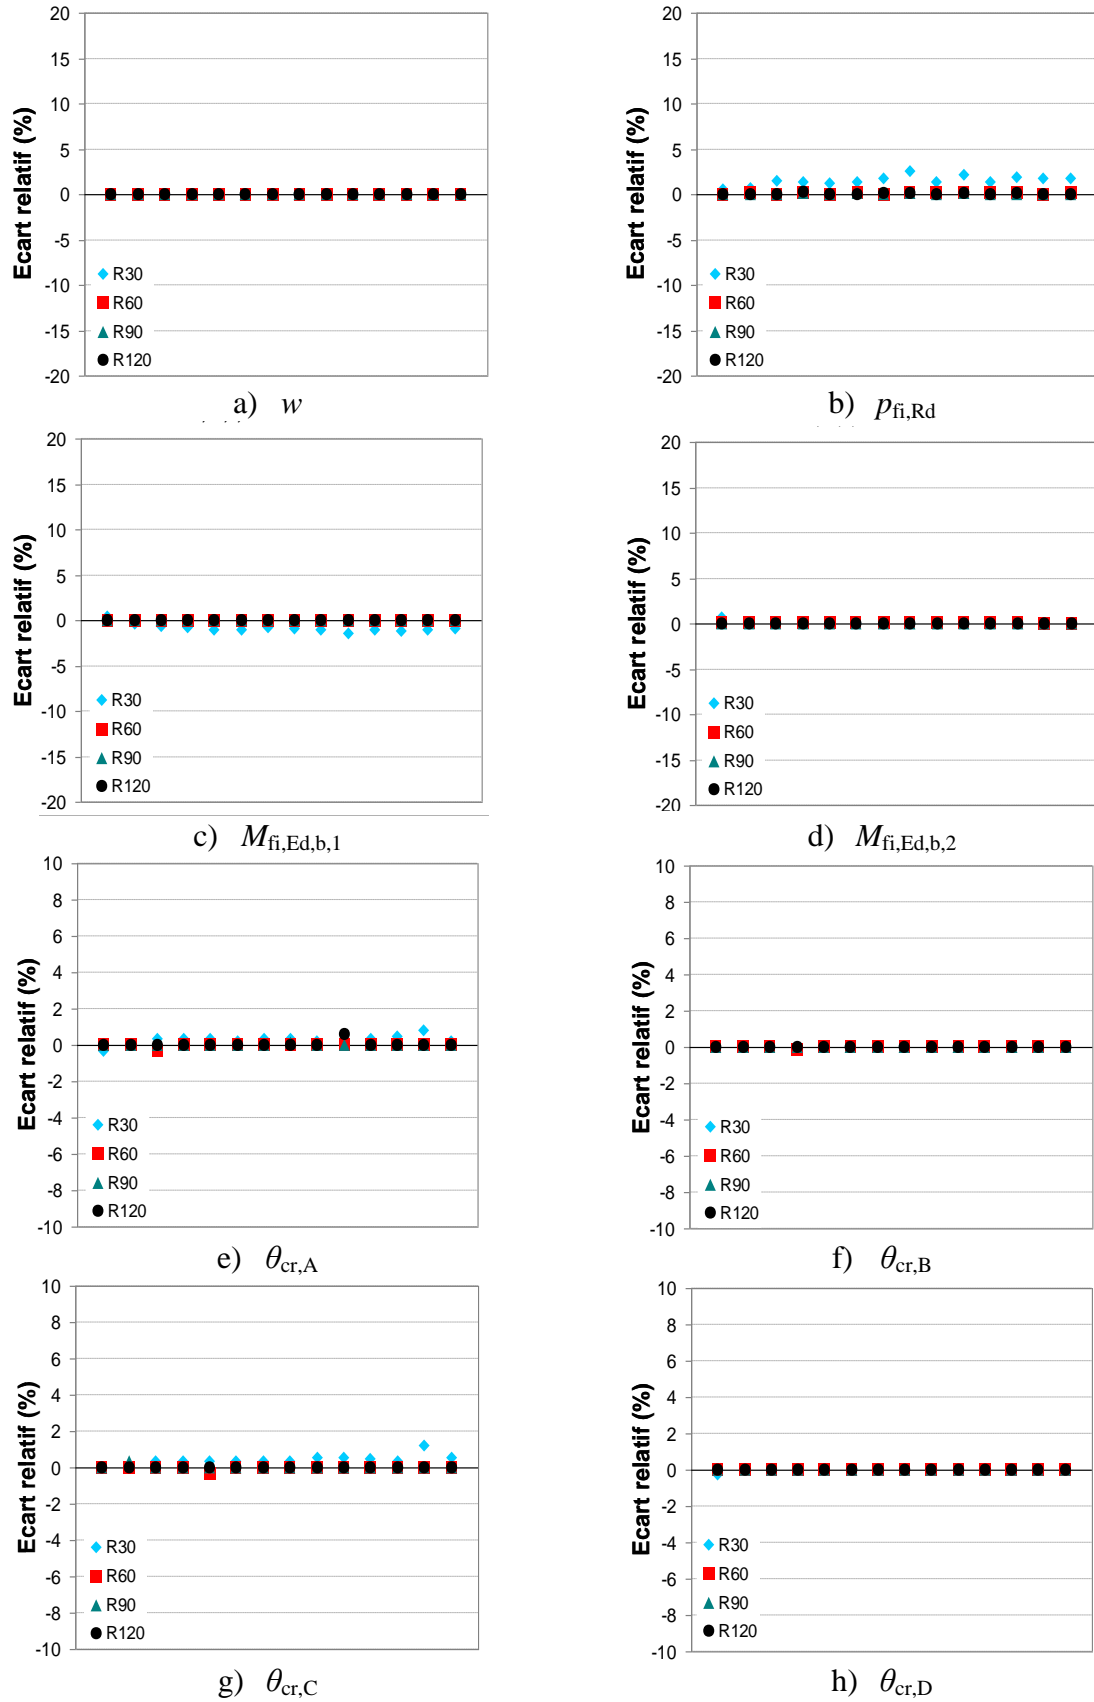 20
15
10
5
0
-5
-10
-15
-20
Ecart relatif (%)
R30
R60
R90
R120
a) w
20
15
10
5
0
-5
-10
-15
-20
Ecart relatif (%)
R30
R60
R90
R120
b) pfi,Rd
20
15
10
5
0
-5
-10
-15
-20
Ecart relatif (%)
R30
R60
R90
R120
c) Mfi,Ed,b,1
20
15
10
5
0
-5
-10
-15
-20
Ecart relatif (%)
R30
R60
R90
R120
d) Mfi,Ed,b,2
10
8
6
4
2
0
-2
-4
-6
-8
-10
Ecart relatif (%)
R30
R60
R90
R120
e) θcr,A
10
8
6
4
2
0
-2
-4
-6
-8
-10
Ecart relatif (%)
R30
R60
R90
R120
f) θcr,B
10
8
6
4
2
0
-2
-4
-6
-8
-10
Ecart relatif (%)
R30
R60
R90
R120
g) θcr,C
10
8
6
4
2
0
-2
-4
-6
-8
-10
Ecart relatif (%)
R30
R60
R90
R120
h) θcr,D